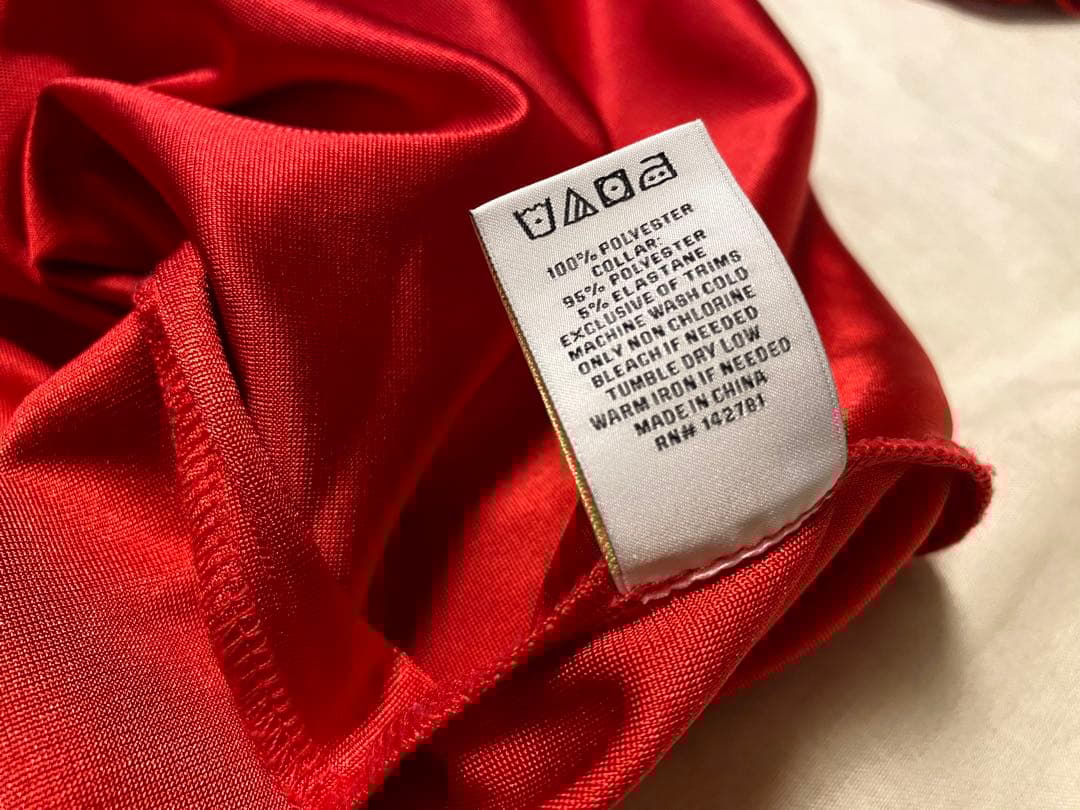 100% POLYESTER
COLLAR:
95% POLYESTER
5% ELASTANE
EXCLUSIVE OF TRIMS
MACHINE WASH COLD
ONLY NON CHLORINE
BLEACH IF NEEDED
TUMBLE DRY LOW
WARM IRON IF NEEDED
MADE IN CHINA
RN# 142781